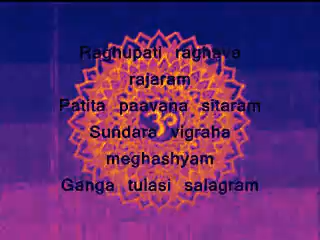 Raghupati raghava
rajaram
Patita paavana sitaram
Sundara vigraha
meghashyam
Ganga tulasi salagram
ॐ